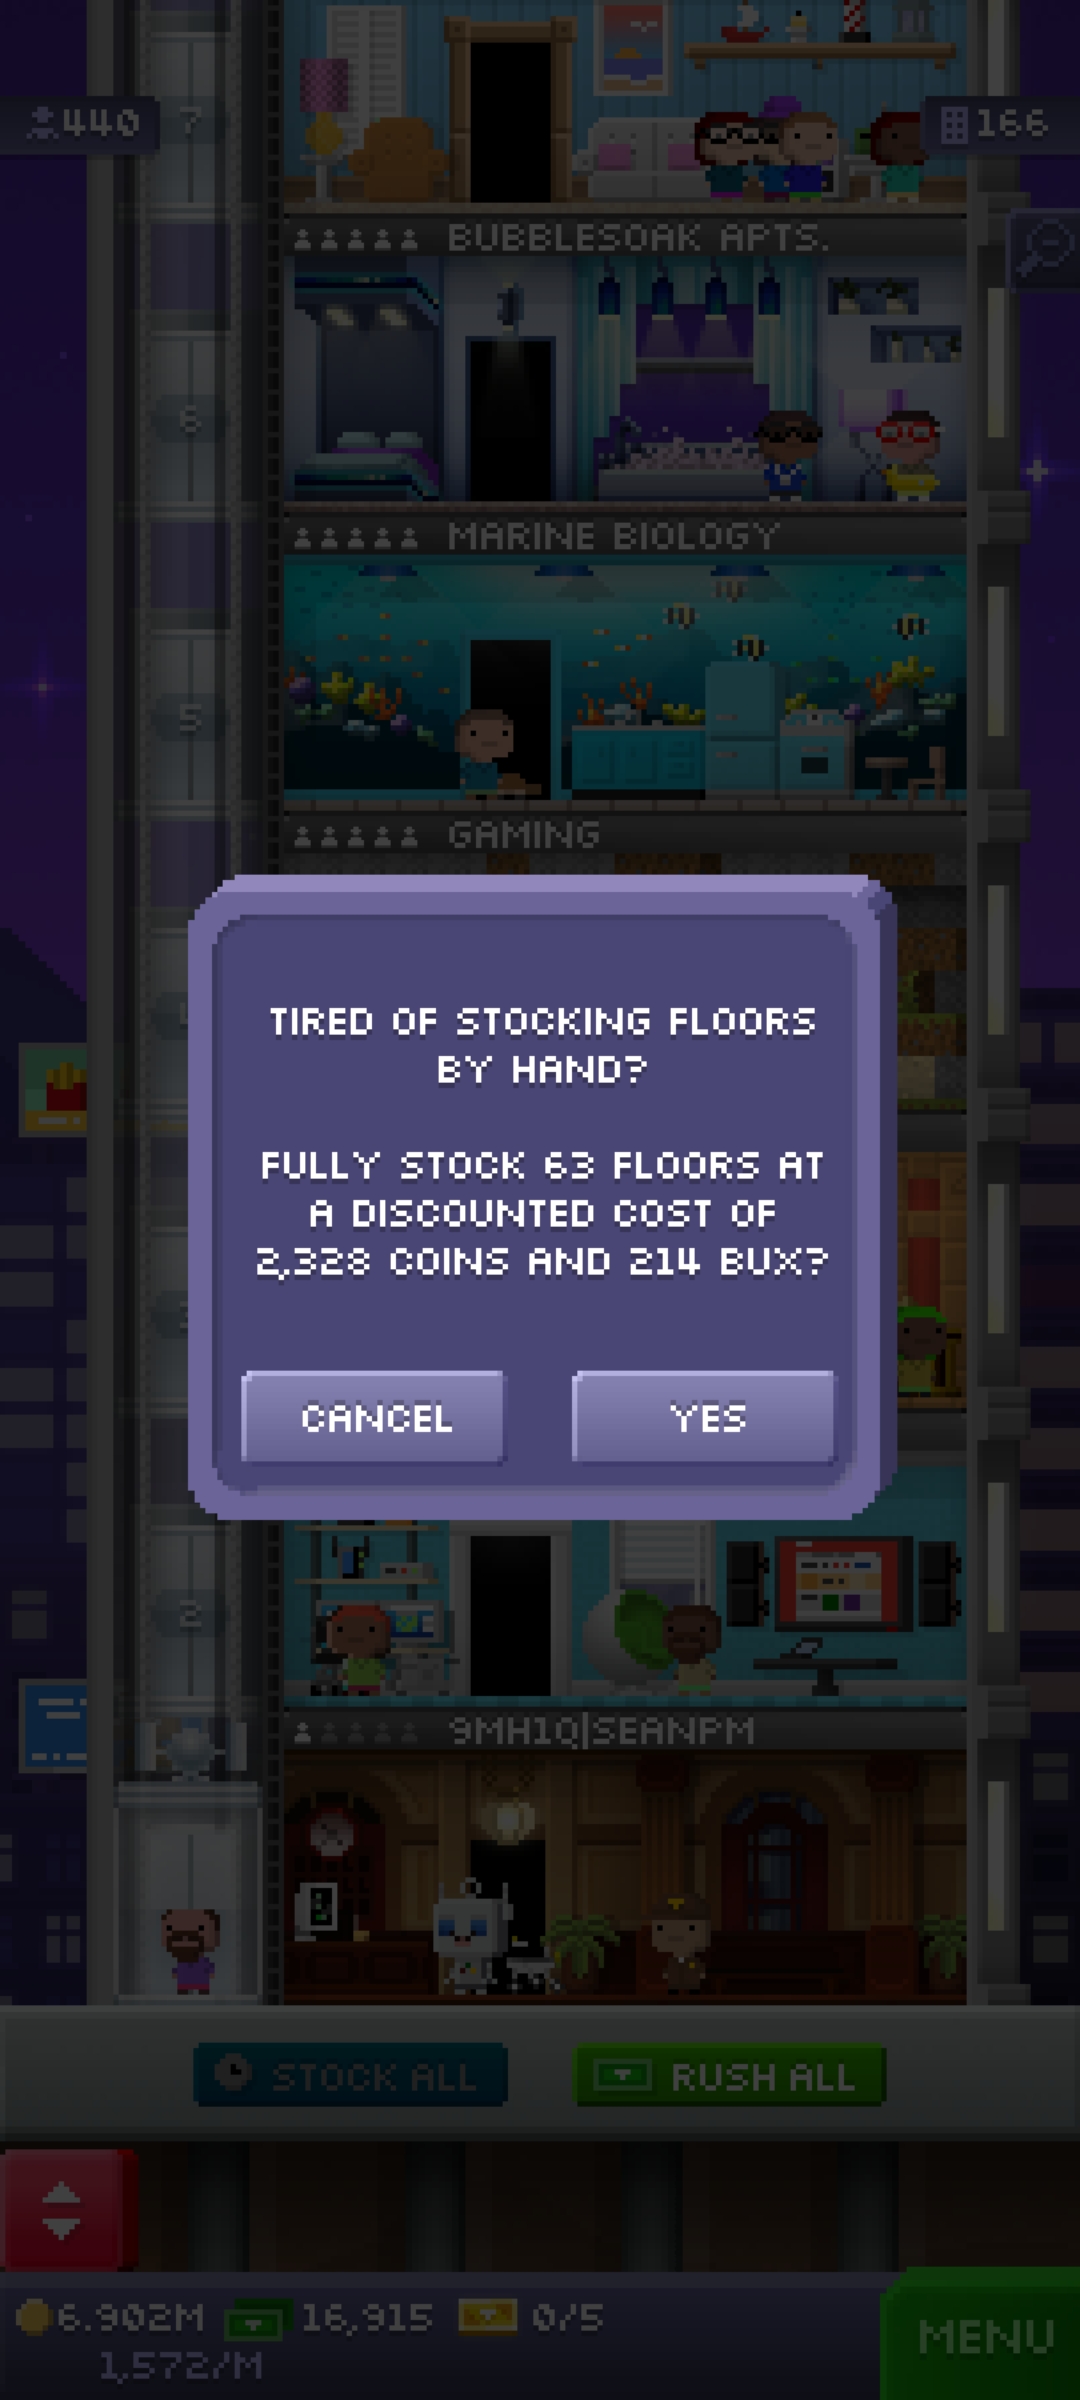 440
7
166
BUBBLESOAK APTS.
6
MARINE BIOLOGY
5
GAMING
TIRED OF STOCKING FLOORS
BY HAND?
FULLY STOCK 63 FLOORS AT
A DISCOUNTED COST OF
2,328 COINS AND 214 BUX?
CANCEL
YES
2
9MH1Q|SEANPM
STOCK ALL
RUSH ALL
6.902M
16,915
0/5
1,572/M
MENU